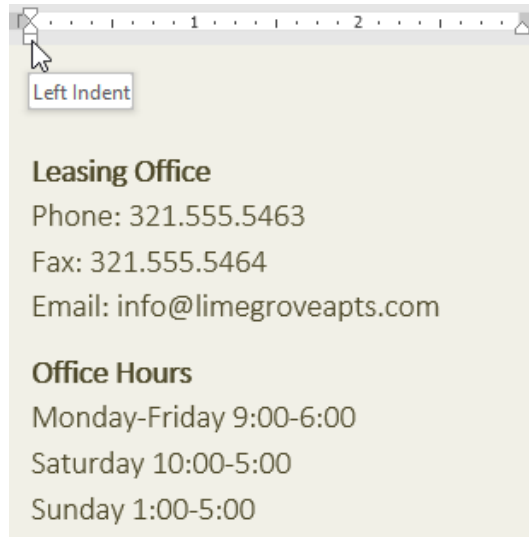 1 2
Left Indent
Leasing Office
Phone: 321.555.5463
Fax: 321.555.5464
Email: info@limegroveapts.com
Office Hours
Monday-Friday 9:00-6:00
Saturday 10:00-5:00
Sunday 1:00-5:00